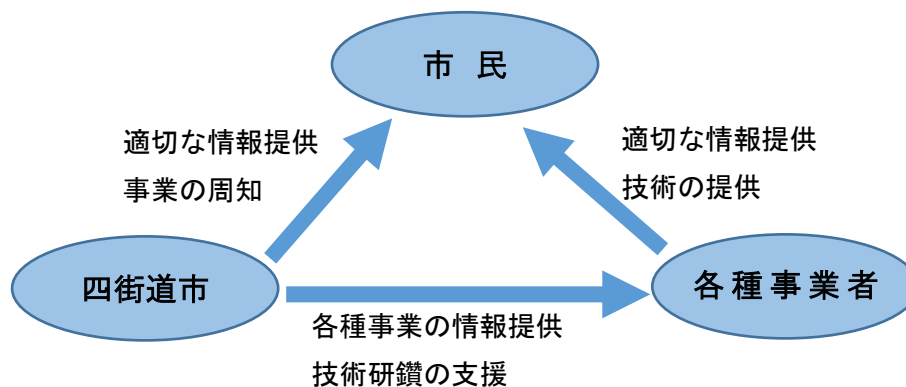 市 民
適切な情報提供
事業の周知
適切な情報提供
技術の提供
四街道市
各種事業者
各種事業の情報提供
技術研鑽の支援